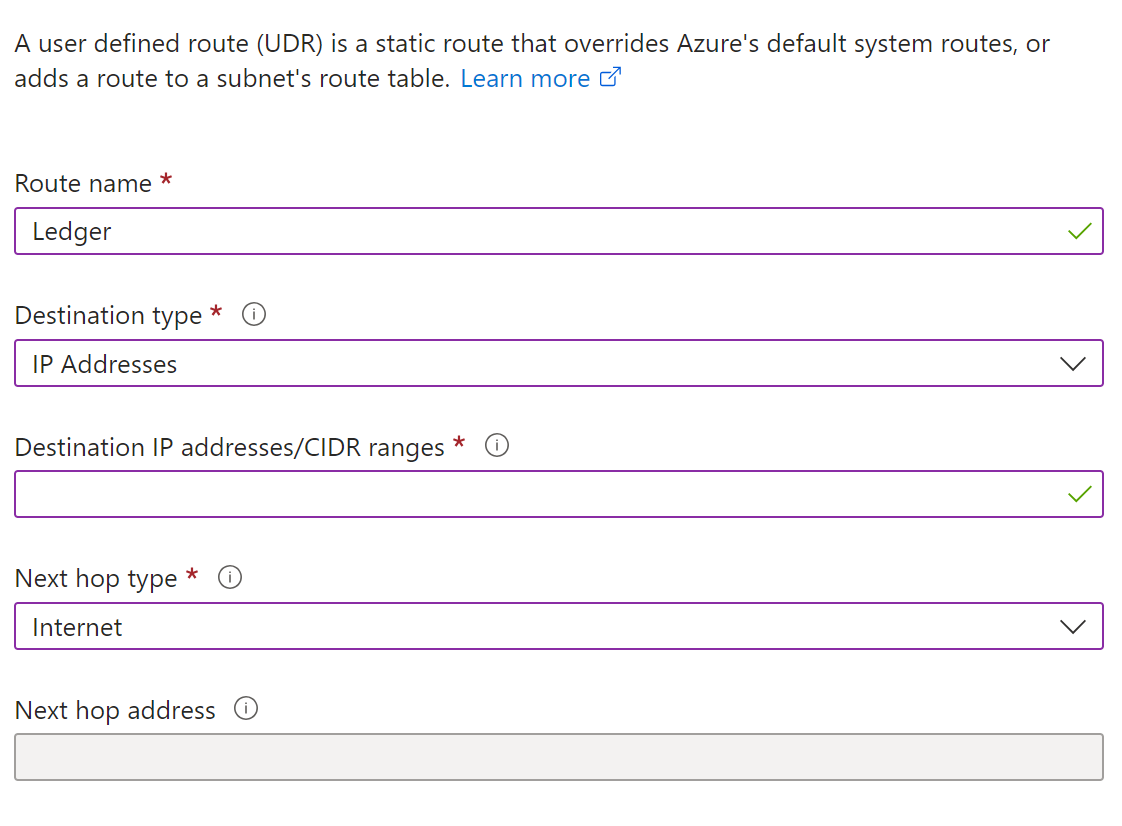 A user defined route (UDR) is a static route that overrides Azure's default system routes, or
adds a route to a subnet's route table. Learn more
Route name *
Ledger
Destination type *
IP Addresses
Destination IP addresses/CIDR ranges *
Next hop type *
Internet
Next hop address